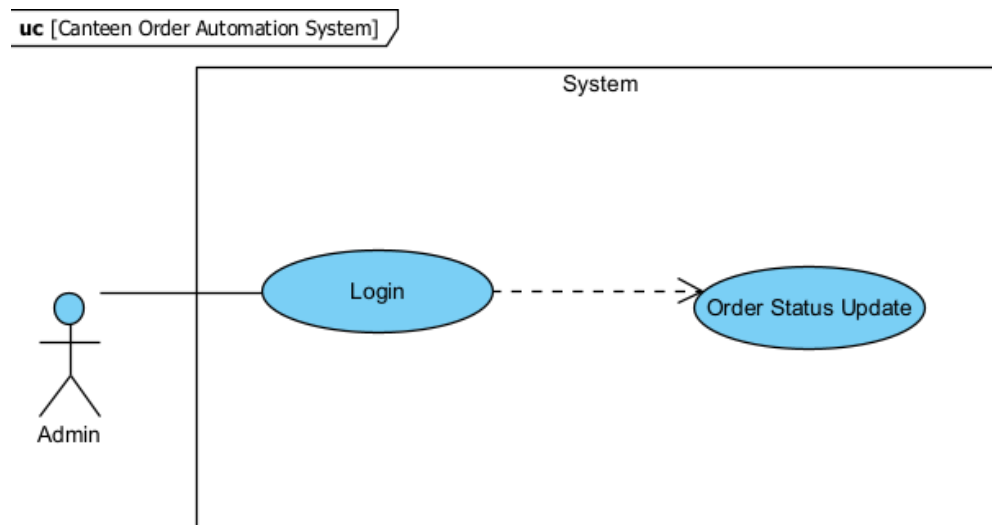 uc [Canteen Order Automation System]
System
Login
Order Status Update
Admin